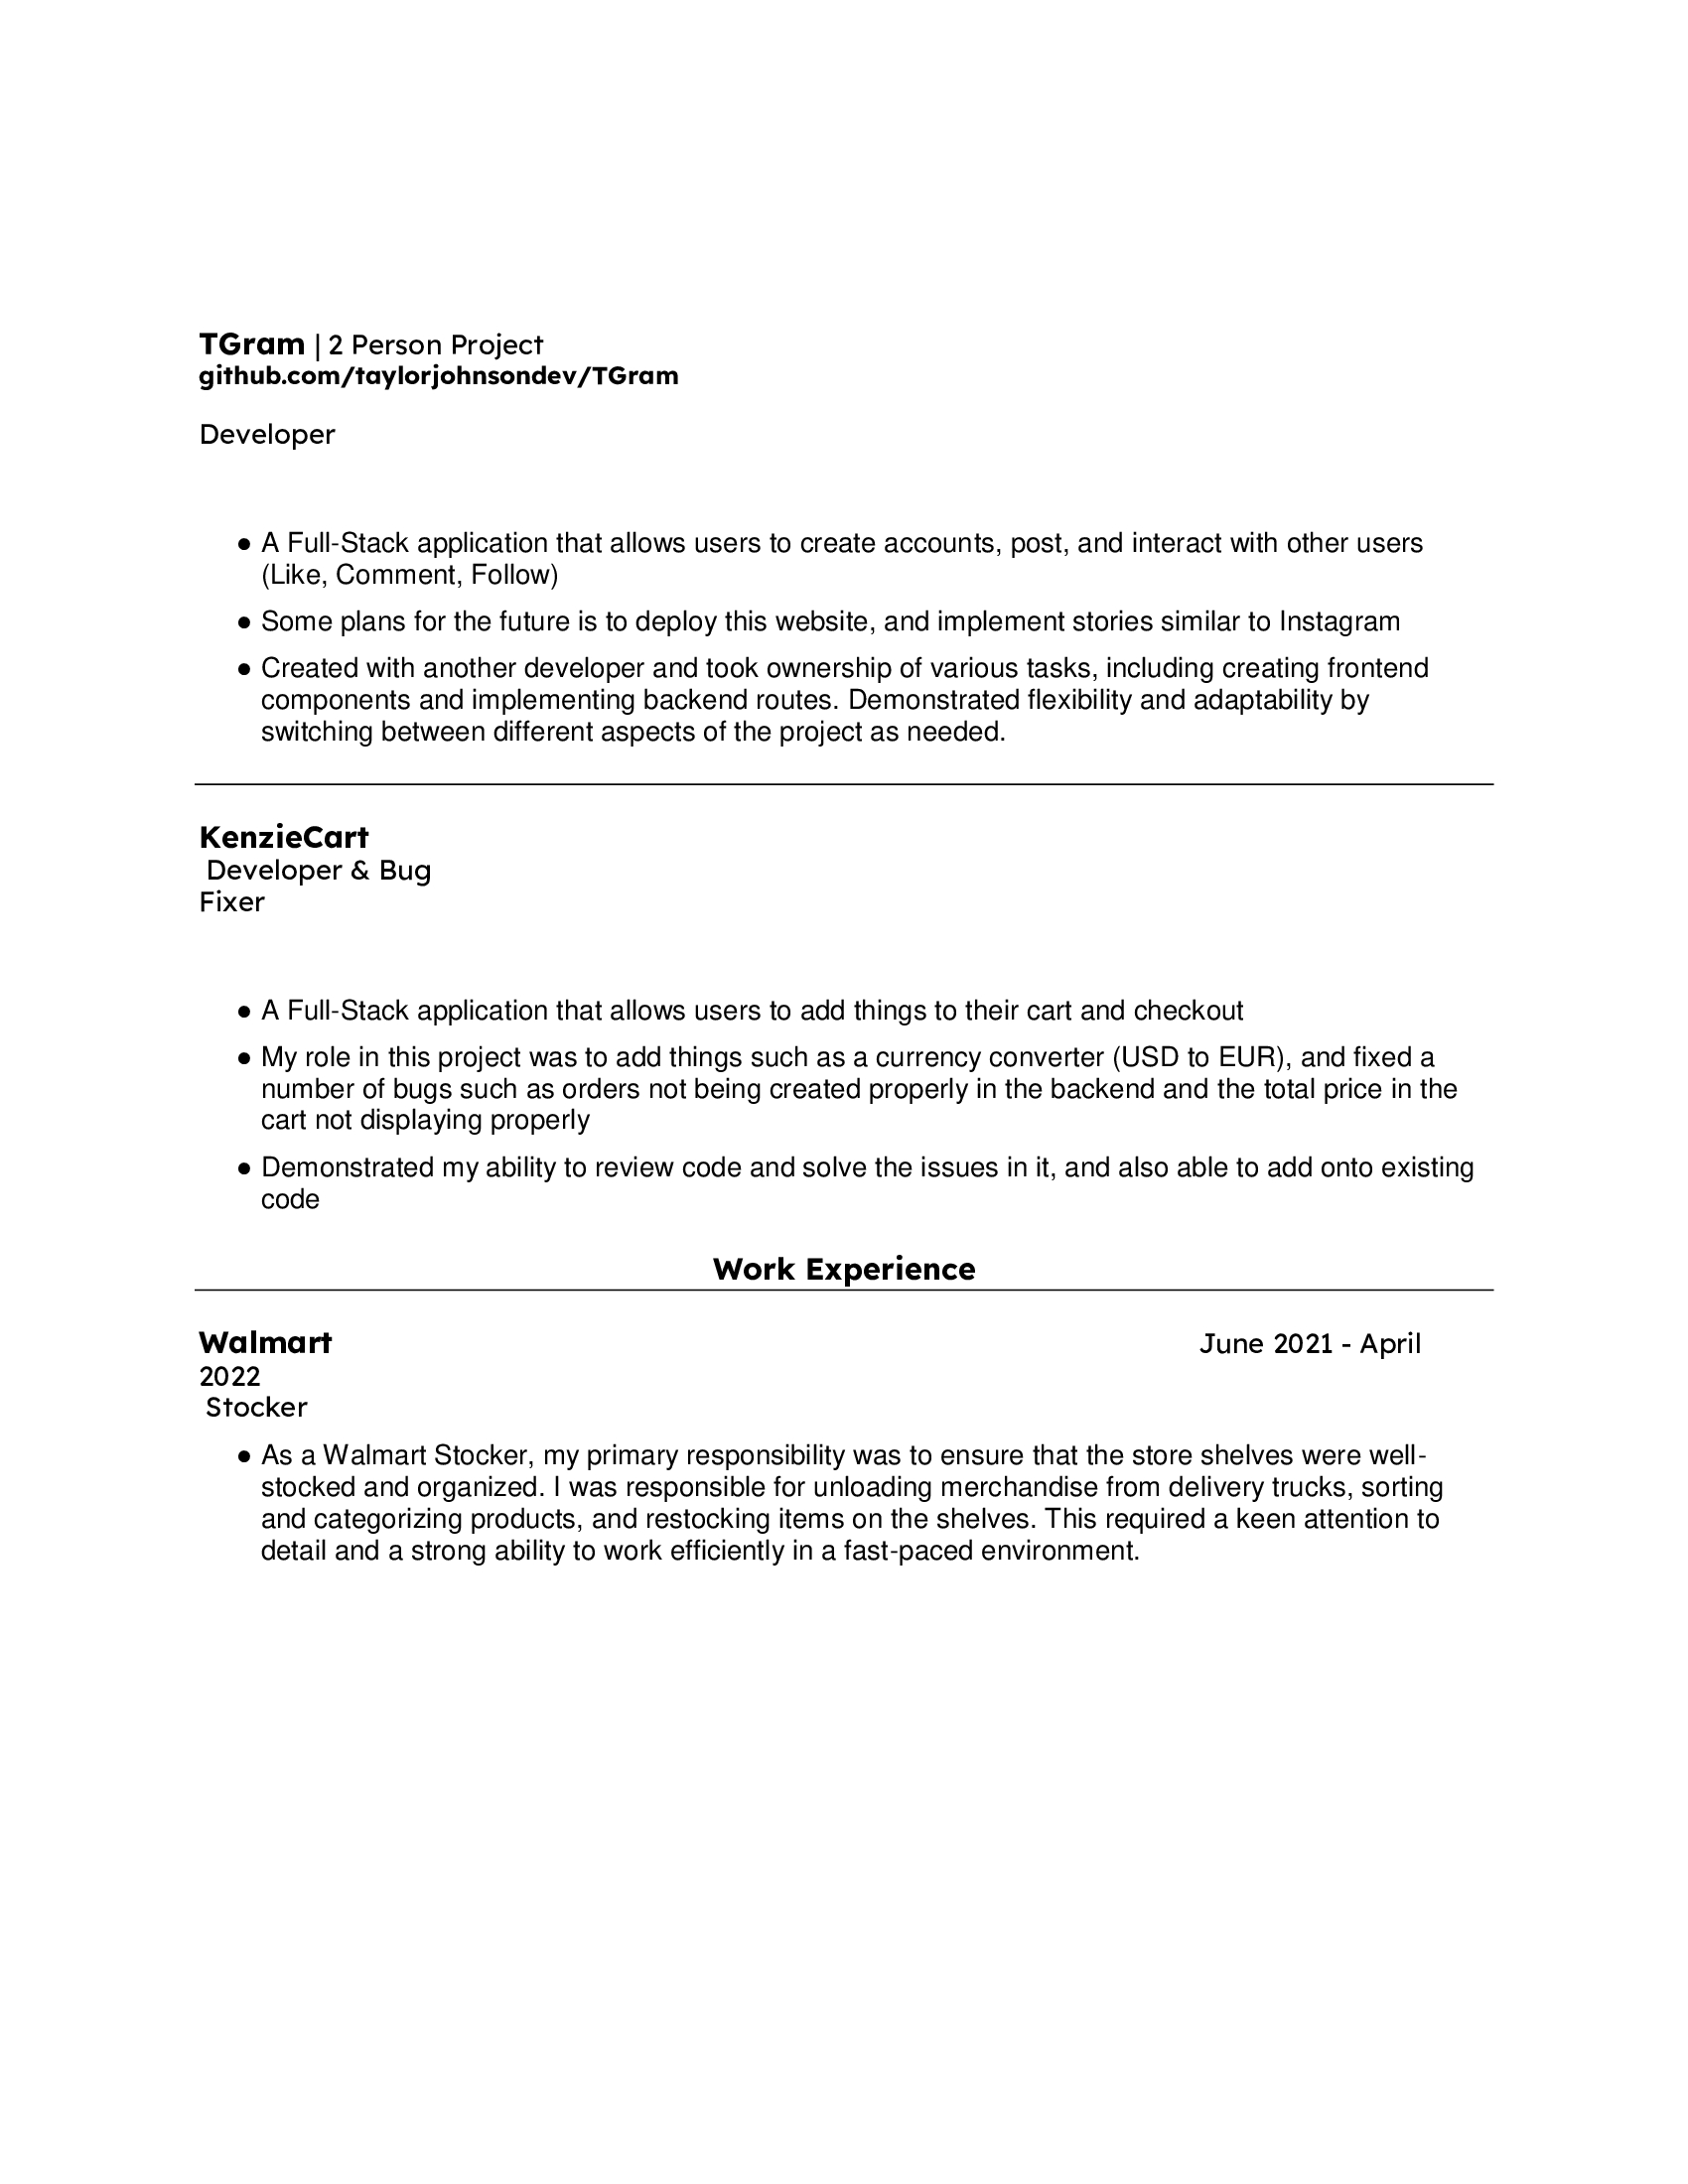 TGram | 2 Person Project
github.com/taylorjohnsondev/TGram
Developer
● A Full-Stack application that allows users to create accounts, post, and interact with other users
(Like, Comment, Follow)
● Some plans for the future is to deploy this website, and implement stories similar to Instagram
● Created with another developer and took ownership of various tasks, including creating frontend
components and implementing backend routes. Demonstrated flexibility and adaptability by
switching between different aspects of the project as needed.
KenzieCart
Developer & Bug
Fixer
● A Full-Stack application that allows users to add things to their cart and checkout
● My role in this project was to add things such as a currency converter (USD to EUR), and fixed a
number of bugs such as orders not being created properly in the backend and the total price in the
cart not displaying properly
● Demonstrated my ability to review code and solve the issues in it, and also able to add onto existing
code
Work Experience
Walmart June 2021 - April
2022
Stocker
● As a Walmart Stocker, my primary responsibility was to ensure that the store shelves were well-
stocked and organized. I was responsible for unloading merchandise from delivery trucks, sorting
and categorizing products, and restocking items on the shelves. This required a keen attention to
detail and a strong ability to work efficiently in a fast-paced environment.